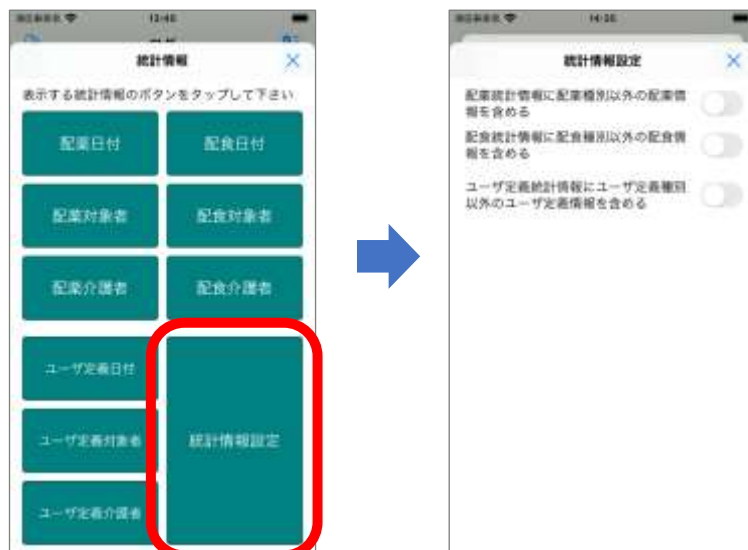 13:40
統計情報
表示する統計情報のボタンをタップして下さい
配薬日付
配食日付
配薬対象者
配食対象者
配薬介護者
配食介護者
ユーザ定義日付
ユーザ定義対象者
統計情報設定
ユーザ定義介護者
統計情報設定
配薬統計情報に配薬種別以外の配薬情
報を含める
配食統計情報に配食種別以外の配食情
報を含める
ユーザ定義統計情報にユーザ定義種別
以外のユーザ定義情報を含める